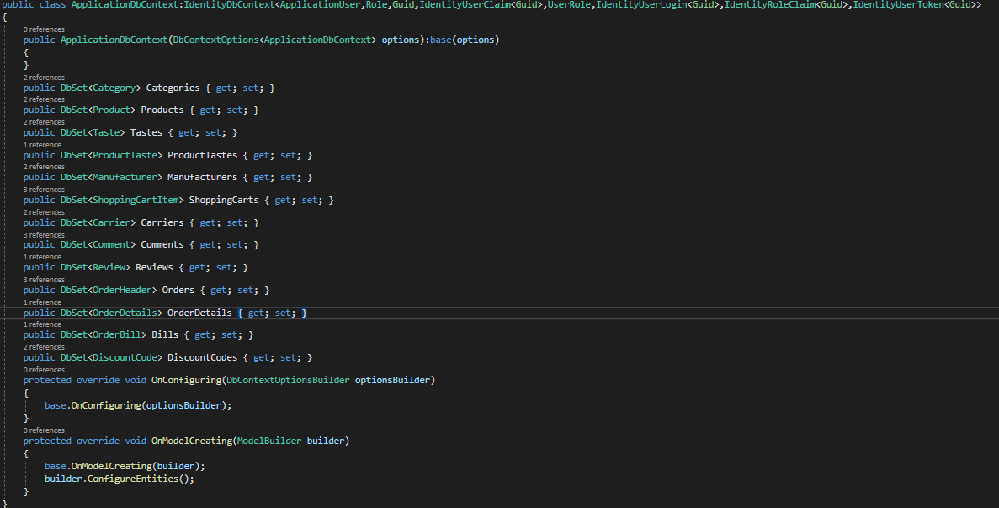 public class ApplicationDbContext:IdentityDbContext<ApplicationUser,Role,Guid,IdentityUserClaim<Guid>,UserRole,IdentityUserLogin<Guid>,IdentityRoleClaim<Guid>,IdentityUserToken<Guid>>
{
0 references
public ApplicationDbContext(DbContextOptions<ApplicationDbContext> options):base(options)
{
}
2 references
public DbSet<Category> Categories { get; set; }
2 references
public DbSet<Product> Products { get; set; }
2 references
public DbSet<Taste> Tastes { get; set; }
1 reference
public DbSet<ProductTaste> ProductTastes { get; set; }
2 references
public DbSet<Manufacturer> Manufacturers { get; set; }
3 references
public DbSet<ShoppingCartItem> ShoppingCarts { get; set; }
2 references
public DbSet<Carrier> Carriers { get; set; }
3 references
public DbSet<Comment> Comments { get; set; }
1 reference
public DbSet<Review> Reviews { get; set; }
3 references
public DbSet<OrderHeader> Orders { get; set; }
1 reference
public DbSet<OrderDetails> OrderDetails { get; set; }
1 reference
public DbSet<OrderBill> Bills { get; set; }
2 references
public DbSet<DiscountCode> DiscountCodes { get; set; }
0 references
protected override void OnConfiguring(DbContextOptionsBuilder optionsBuilder)
{
base.OnConfiguring(optionsBuilder);
}
0 references
protected override void OnModelCreating(ModelBuilder builder)
{
base.OnModelCreating(builder);
builder.ConfigureEntities();
}
}